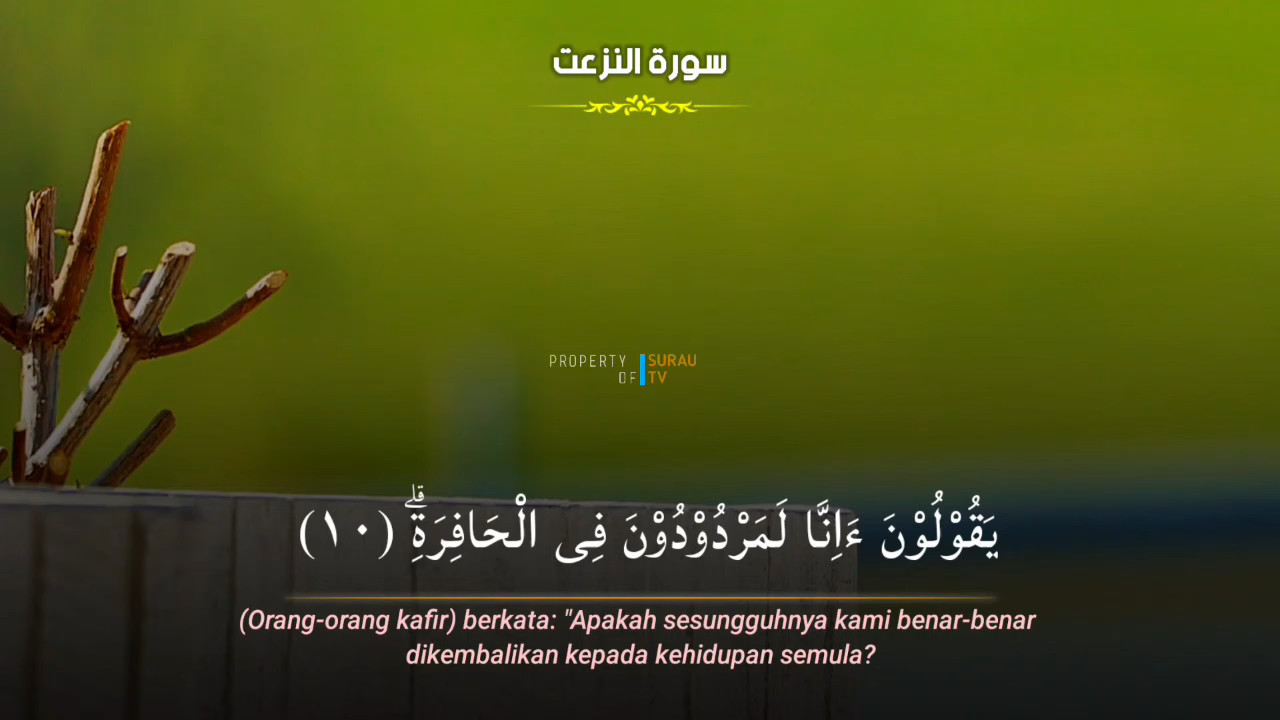 سورة النزعت
PROPERTY OF
SURAU TV
يَقُوْلُوْنَ ءَاِنَّا لَمَرْدُوْدُوْنَ فِى الْحَافِرَةِۗ (١٠)
(Orang-orang kafir) berkata: "Apakah sesungguhnya kami benar-benar
dikembalikan kepada kehidupan semula?